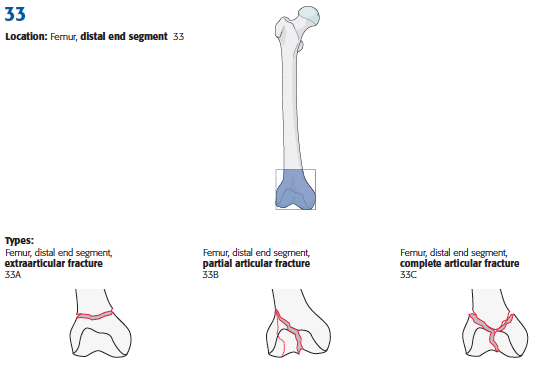 33
Location: Femur, distal end segment 33
Types:
Femur, distal end segment,
extraarticular fracture
33A
Femur, distal end segment,
partial articular fracture
33B
Femur, distal end segment,
complete articular fracture
33C